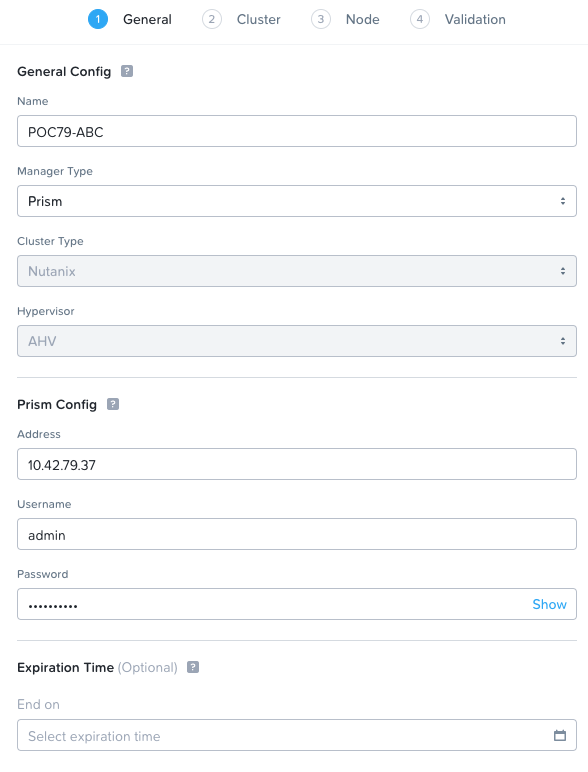 1 General 2 Cluster 3 Node 4 Validation
General Config ?
Name
POC79-ABC
Manager Type
Prism
Cluster Type
Nutanix
Hypervisor
AHV
Prism Config ?
Address
10.42.79.37
Username
admin
Password
•••••••••• Show
Expiration Time (Optional) ?
End on
Select expiration time